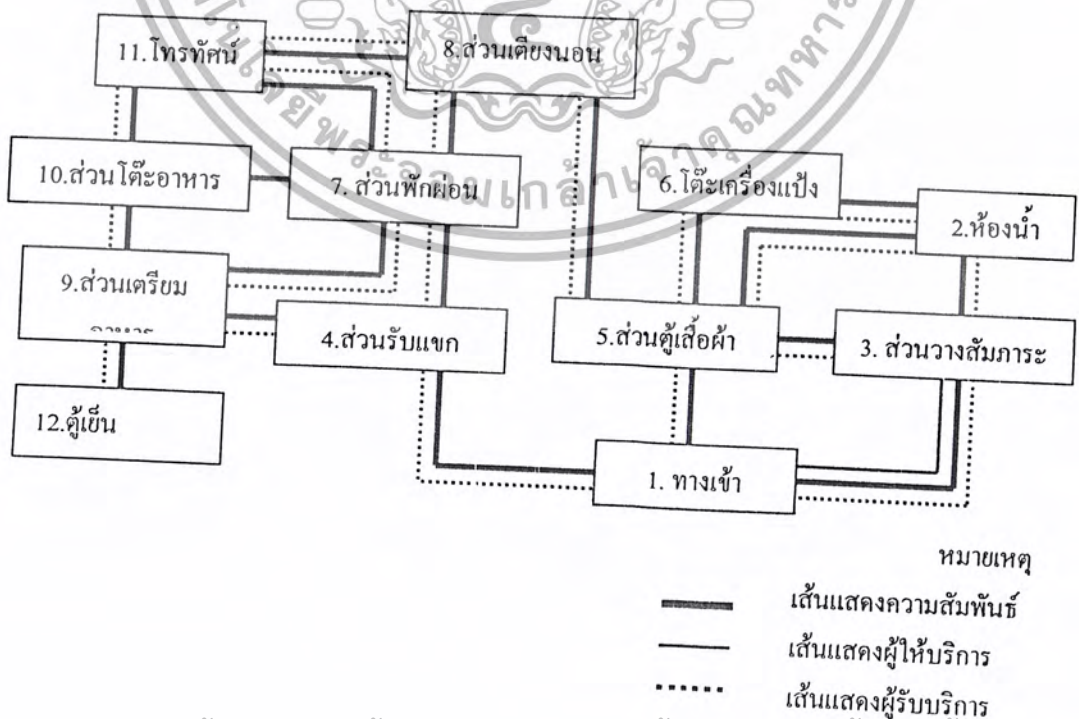 11.โทรทัศน์
8.ส่วนเตียงนอน
10.ส่วนโต๊ะอาหาร
7. ส่วนพักผ่อน
6.โต๊ะเครื่องแป้ง
2.ห้องน้ำ
9.ส่วนเตรียม
4.ส่วนรับแขก
5.ส่วนตู้เสื้อผ้า
3. ส่วนวางสัมภาระ
12.ตู้เย็น
1. ทางเข้า
หมายเหตุ
เส้นแสดงความสัมพันธ์
เส้นแสดงผู้ให้บริการ
เส้นแสดงผู้รับบริการ